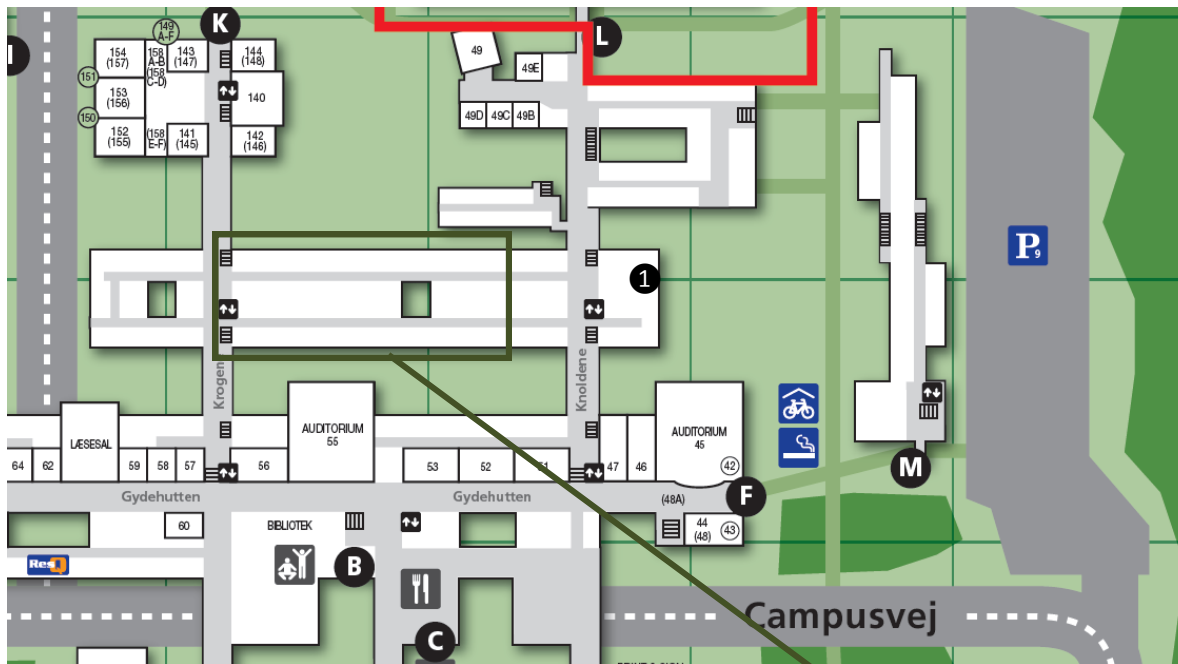 149
A-F
K
L
154
(157)
158
A-B
(158
C-D)
143
(147)
144
(148)
49
49E
151
153
(156)
140
150
152
(155)
(158
E-F)
141
(145)
142
(146)
49D
49C
49B
P
9
1
Krogen
Knoldene
LÆSESAL
AUDITORIUM
55
AUDITORIUM
45
64
62
59
58
57
56
53
52
47
46
42
M
Gydehutten
Gydehutten
(48A)
F
60
BIBLIOTEK
44
(48)
43
ResQ
B
Campusvej
C